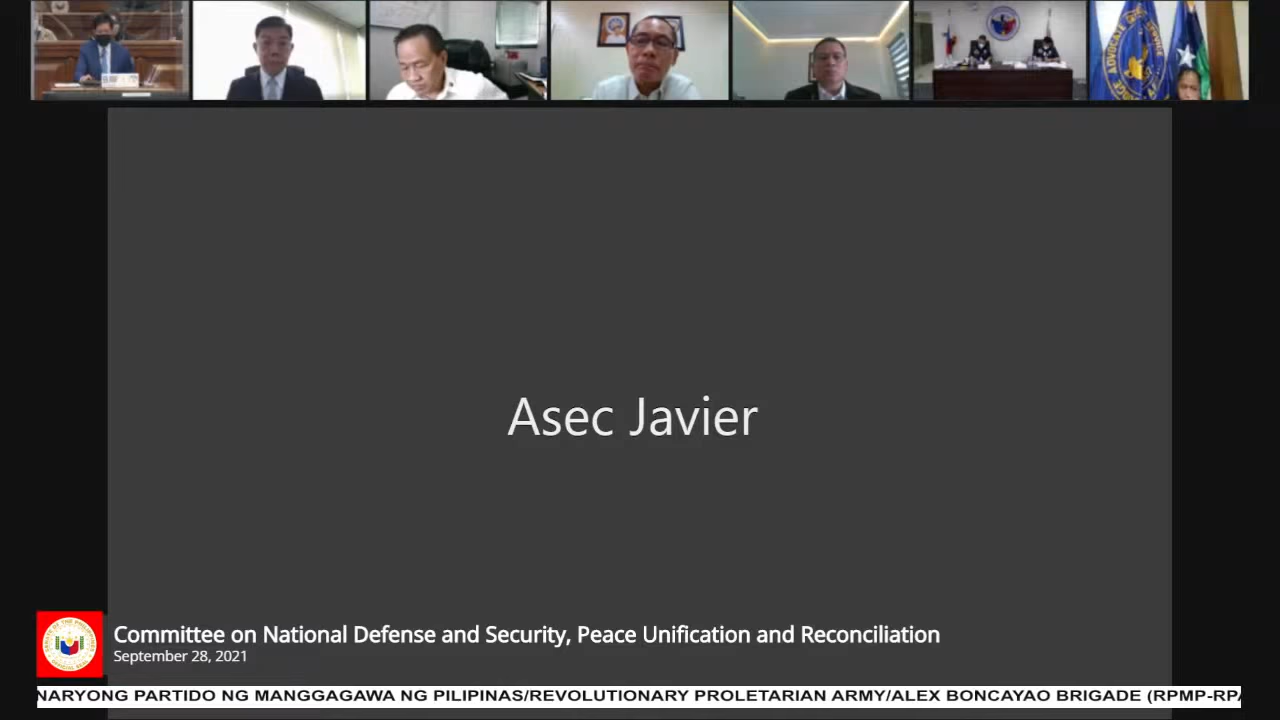 Asec Javier
Committee on National Defense and Security, Peace Unification and Reconciliation
September 28, 2021
NARYONG PARTIDO NG MANGGAGAWA NG PILIPINAS/REVOLUTIONARY PROLETARIAN ARMY/ALEX BONCAYAO BRIGADE (RPMP-RPA